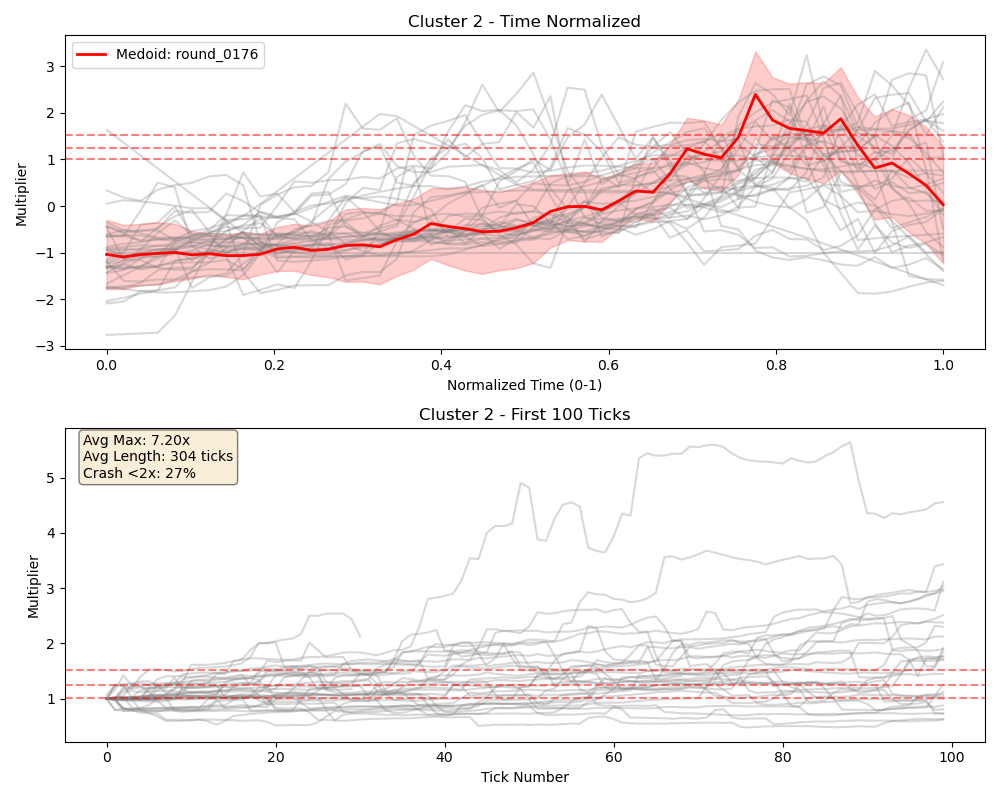 Cluster 2 - Time Normalized
Medoid: round_0176
Multiplier
3
2
1
0
−1
−2
−3
0.0 0.2 0.4 0.6 0.8 1.0
Normalized Time (0-1)
Cluster 2 - First 100 Ticks
Avg Max: 7.20x
Avg Length: 304 ticks
Crash <2x: 27%
Multiplier
5
4
3
2
1
0 20 40 60 80 100
Tick Number